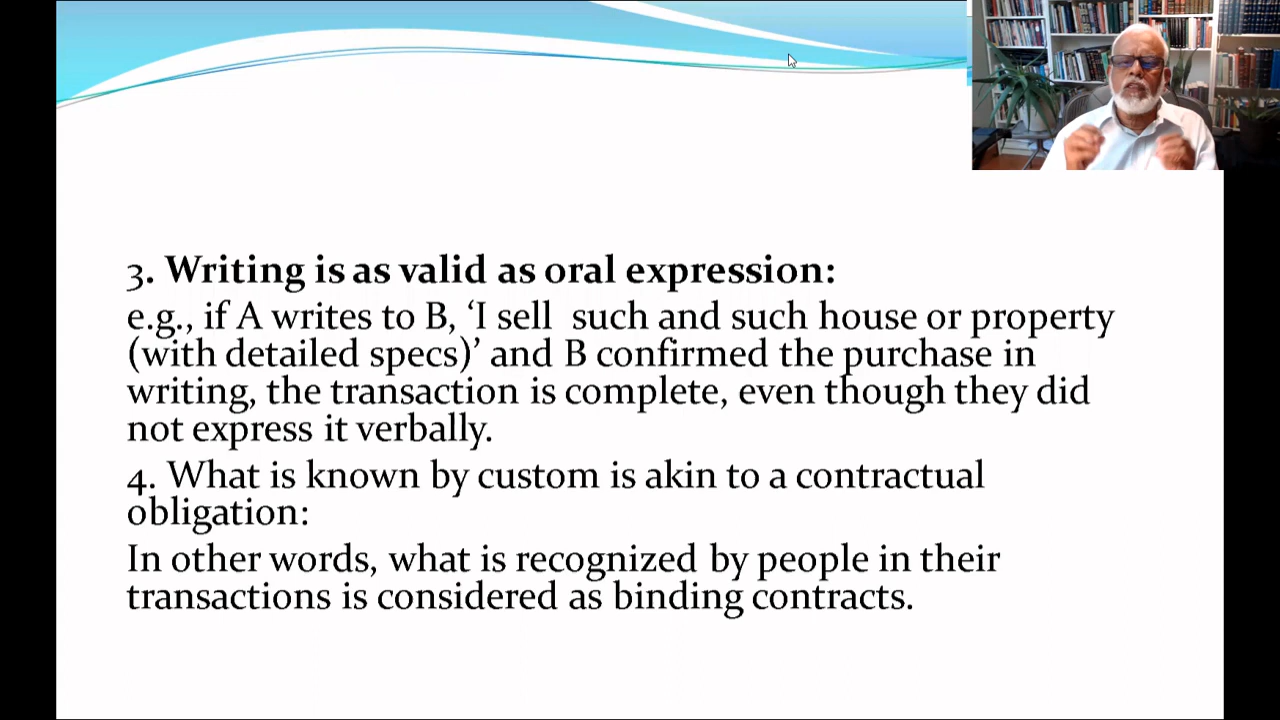 3. Writing is as valid as oral expression:
e.g., if A writes to B, ‘I sell  such and such house or property
(with detailed specs)’ and B confirmed the purchase in
writing, the transaction is complete, even though they did
not express it verbally.
4. What is known by custom is akin to a contractual
obligation:
In other words, what is recognized by people in their
transactions is considered as binding contracts.